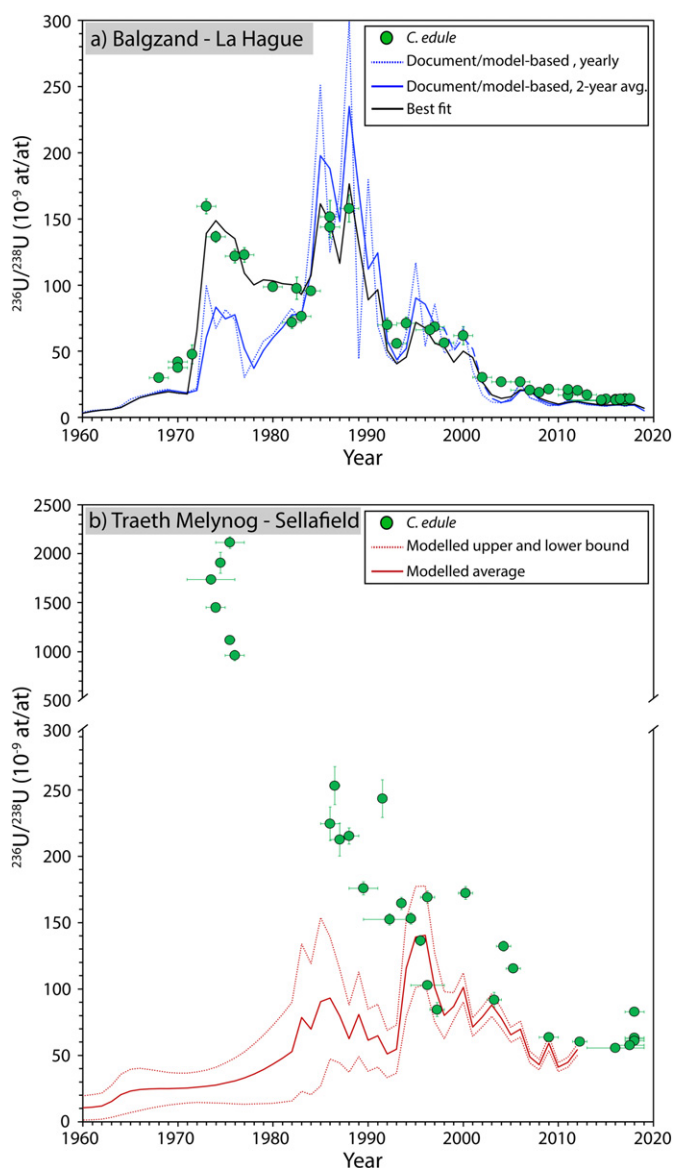 a) Balgzand - La Hague
C. edule
Document/model-based , yearly
Document/model-based, 2-year avg.
Best fit
300
250
200
150
100
50
0
²³⁶U/²³⁸U (10⁻⁹ at/at)
1960 1970 1980 1990 2000 2010 2020
Year
b) Traeth Melynog - Sellafield
C. edule
Modelled upper and lower bound
Modelled average
2500
2000
1500
1000
500
300
250
200
150
100
50
0
²³⁶U/²³⁸U (10⁻⁹ at/at)
1960 1970 1980 1990 2000 2010 2020
Year